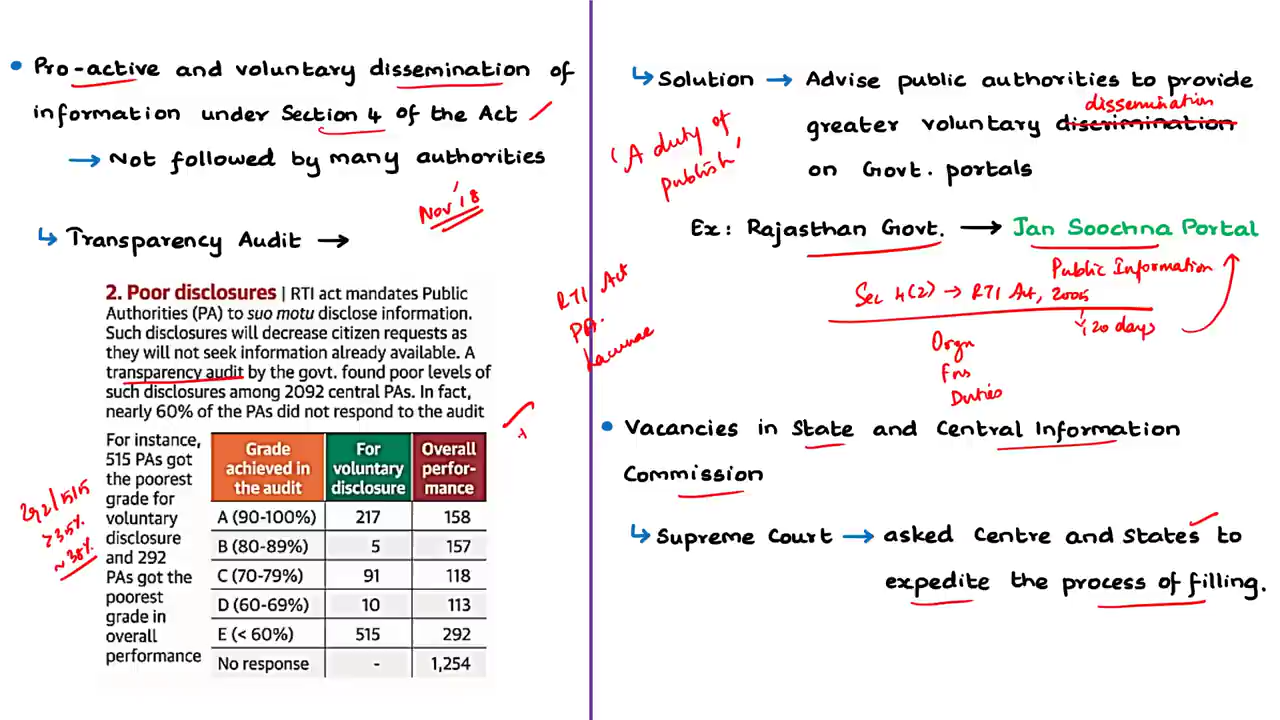 • Pro-active and voluntary dissemination of
information under Section 4 of the Act
→ Not followed by many authorities
Nov'18
↳ Transparency Audit →
2. Poor disclosures | RTI act mandates Public
Authorities (PA) to suo motu disclose information.
Such disclosures will decrease citizen requests as
they will not seek information already available. A
transparency audit by the govt. found poor levels of
such disclosures among 2092 central PAs. In fact,
nearly 60% of the PAs did not respond to the audit
For instance,
515 PAs got
the poorest
grade for
voluntary
disclosure
and 292
PAs got the
poorest
grade in
overall
performance
Grade achieved in the audit | For voluntary disclosure | Overall perfor-mance
A (90-100%) 217 158
B (80-89%) 5 157
C (70-79%) 91 118
D (60-69%) 10 113
E (< 60%) 515 292
No response - 1,254
RTI Act
PA.
Lacunae
↳ Solution → Advise public authorities to provide
dissemination
greater voluntary discrimination
on Govt. portals
'A duty of
publish'
Ex: Rajasthan Govt. → Jan Soochna Portal
Public Information
Sec 4(2) → RTI Act, 2005
120 days
Orgn
Fns
Duties
• Vacancies in State and Central Information
Commission
↳ Supreme Court → asked Centre and States to
expedite the process of filling.